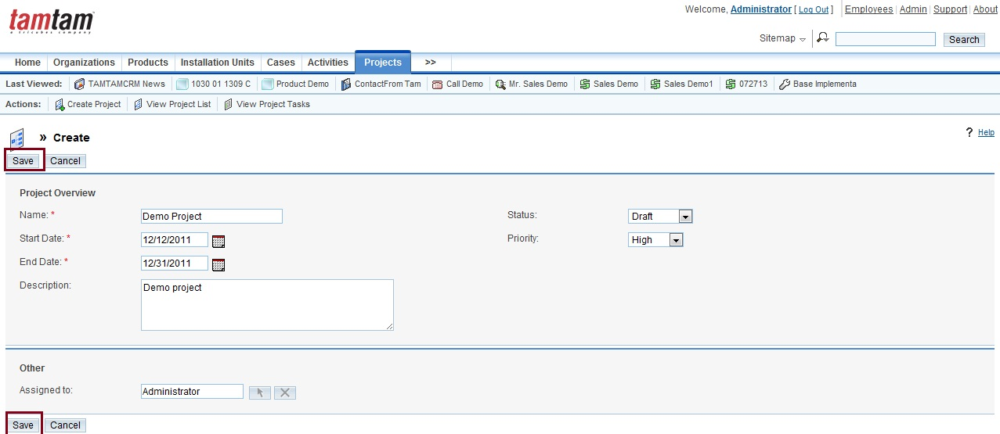 tamtam
a tricubes company
Welcome, Administrator [ Log Out ] Employees Admin Support About
Sitemap Search
Home Organizations Products Installation Units Cases Activities Projects >>
Last Viewed: TAMTAMCRM News 1030 01 1309 C Product Demo ContactFrom Tam Call Demo Mr. Sales Demo Sales Demo Sales Demo1 072713 Base Implementa
Actions: Create Project View Project List View Project Tasks
» Create ? Help
Save Cancel
Project Overview
Name: * Demo Project Status: Draft
Start Date: * 12/12/2011 Priority: High
End Date: * 12/31/2011
Description: Demo project
Other
Assigned to: Administrator
Save Cancel